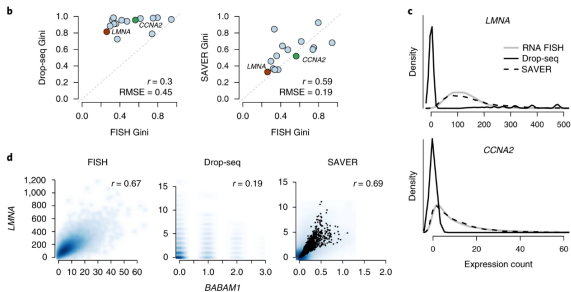 b
Drop-seq Gini
1.0
0.8
0.6
0.4
0.2
0.0
LMNA
CCNA2
r = 0.3
RMSE = 0.45
0.0 0.4 0.8
FISH Gini
SAVER Gini
1.0
0.8
0.6
0.4
0.2
0.0
LMNA
CCNA2
r = 0.59
RMSE = 0.19
0.0 0.4 0.8
FISH Gini
c
LMNA
Density
RNA FISH
Drop-seq
SAVER
0 100 200 300 400 500
CCNA2
Density
0 20 40 60
Expression count
d
FISH
LMNA
1,200
1,000
800
600
400
200
0
r = 0.67
0 10 20 30 40 50 60
Drop-seq
15
10
5
0
r = 0.19
0.0 1.0 2.0 3.0
SAVER
15
10
5
0
r = 0.69
0.0 0.5 1.0 1.5 2.0
BABAM1